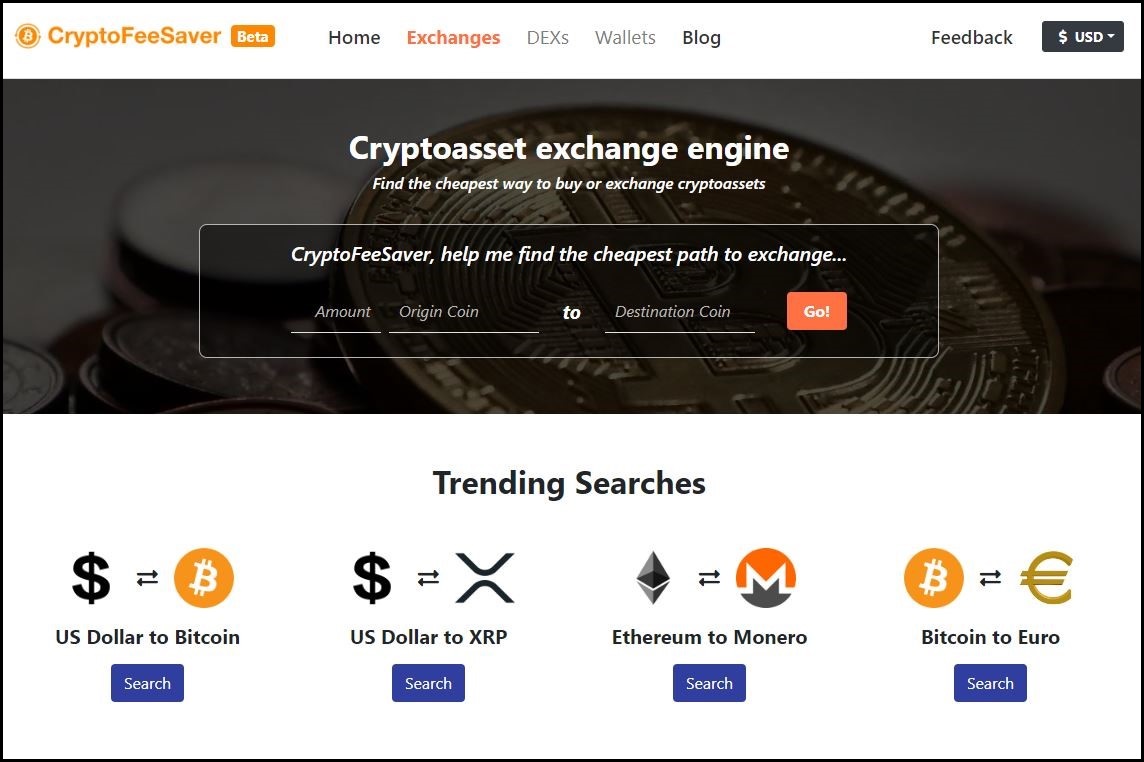 CryptoFeeSaver Beta Home Exchanges DEXs Wallets Blog Feedback $ USD
Cryptoasset exchange engine
Find the cheapest way to buy or exchange cryptoassets
CryptoFeeSaver, help me find the cheapest path to exchange...
Amount Origin Coin to Destination Coin Go!
Trending Searches
US Dollar to Bitcoin US Dollar to XRP Ethereum to Monero Bitcoin to Euro
Search Search Search Search